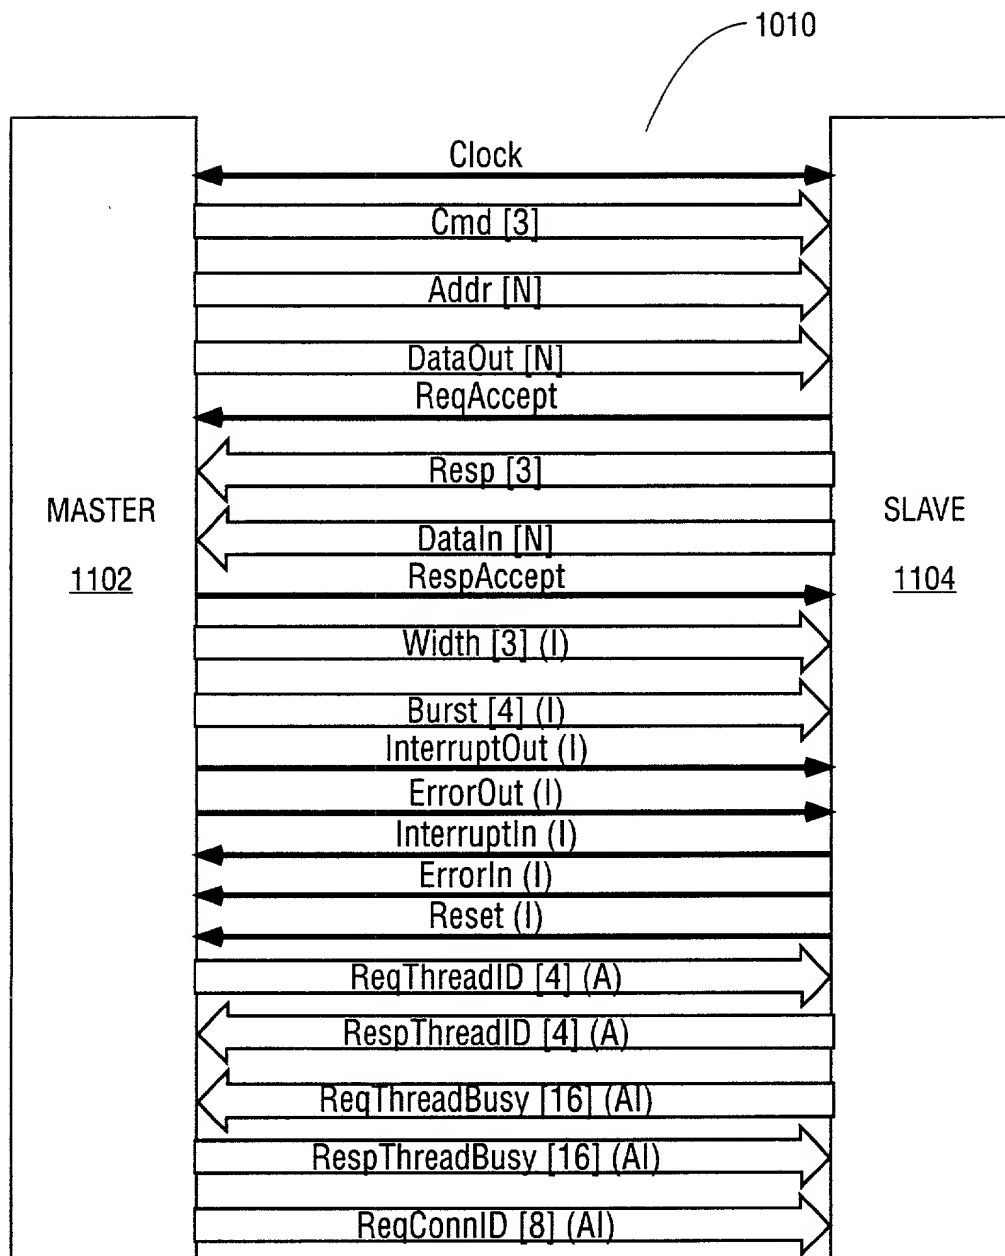 1010
Clock
Cmd [3]
Addr [N]
DataOut [N]
ReqAccept
Resp [3]
MASTER
SLAVE
DataIn [N]
1102
RespAccept
1104
Width [3] (I)
Burst [4] (I)
InterruptOut (I)
ErrorOut (I)
InterruptIn (I)
ErrorIn (I)
Reset (I)
ReqThreadID [4] (A)
RespThreadID [4] (A)
ReqThreadBusy [16] (AI)
RespThreadBusy [16] (AI)
ReqConnID [8] (AI)